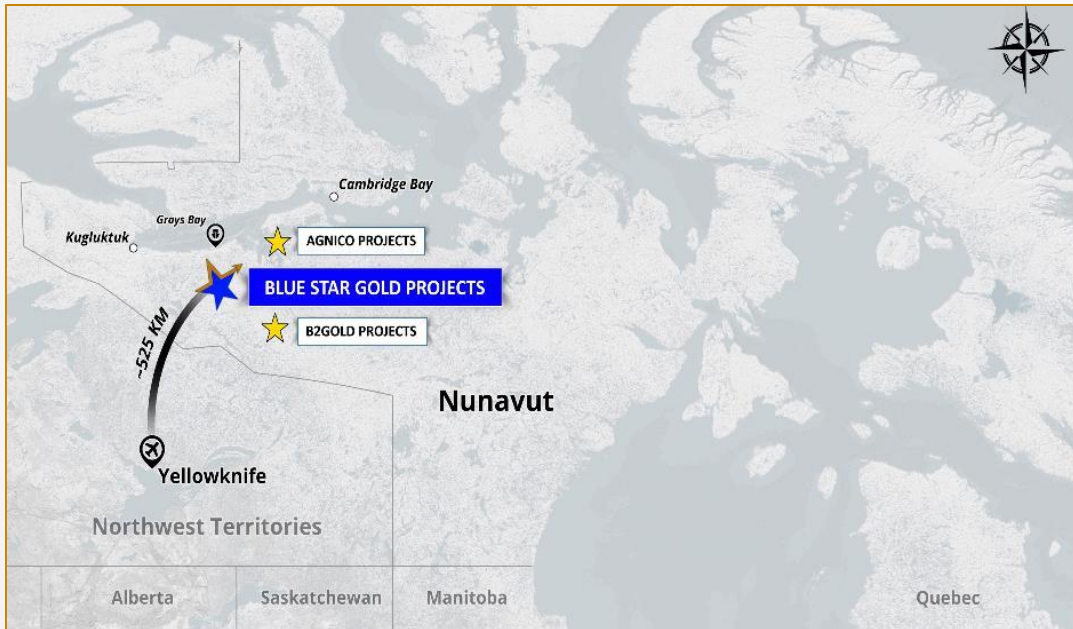 Cambridge Bay
Grays Bay
Kugluktuk
AGNICO PROJECTS
BLUE STAR GOLD PROJECTS
B2GOLD PROJECTS
~525 KM
Nunavut
Yellowknife
Northwest Territories
Alberta
Saskatchewan
Manitoba
Quebec